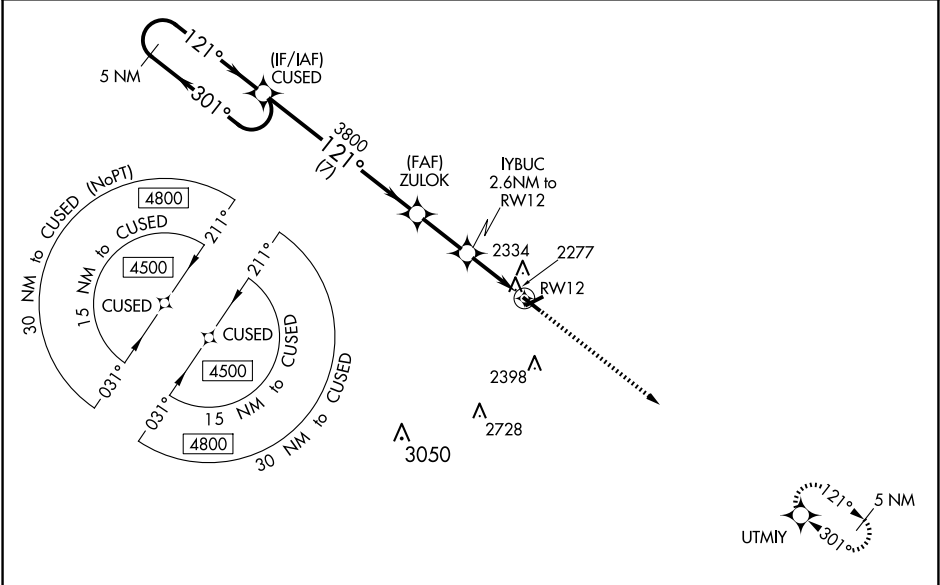 121°
5 NM
301°
(IF/IAF)
CUSED
3800
121°
(7)
(FAF)
ZULOK
IYBUC
2.6NM to
RW12
2334
2277
RW12
30 NM to CUSED (NoPT)
4800
15 NM to CUSED
4500
211°
CUSED
031°
211°
CUSED
4500
031°
15 NM to CUSED
4800
30 NM to CUSED
2398
2728
3050
121°
5 NM
UTMIY
301°